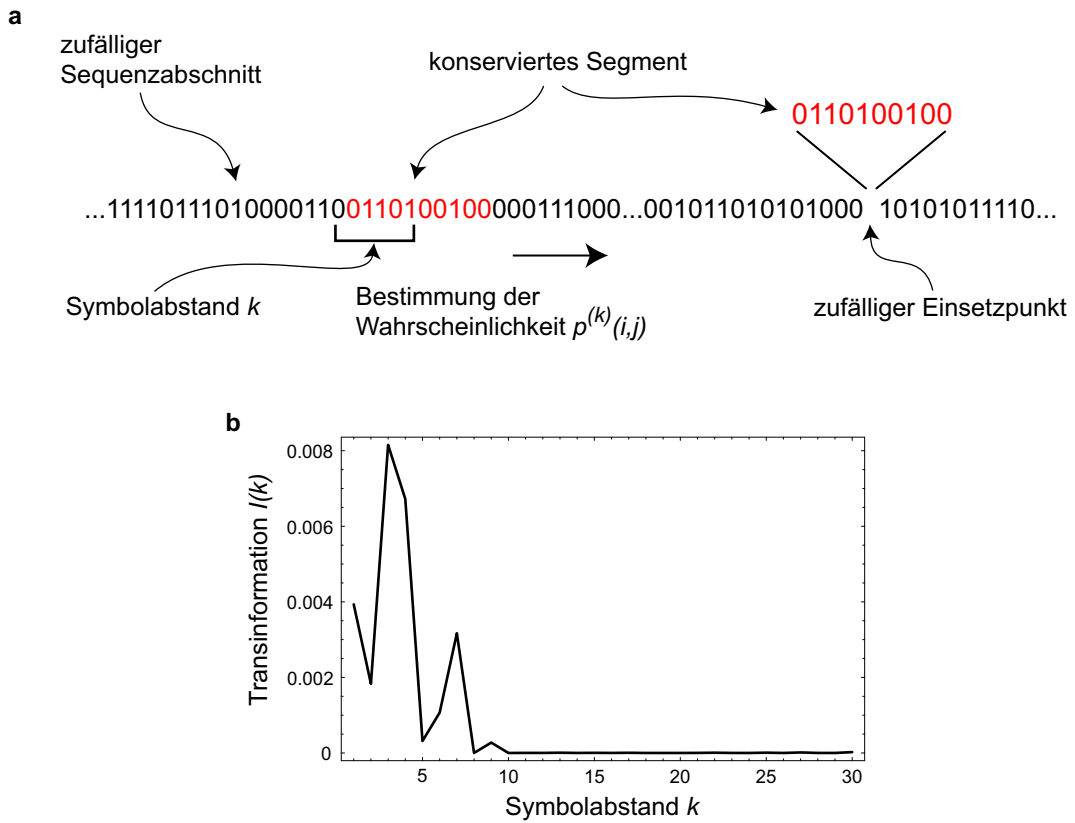 a
zufälliger
Sequenzabschnitt
konserviertes Segment
0110100100
...111101110100001100110100100000111000...001011010101000 10101011110...
Symbolabstand k
Bestimmung der
Wahrscheinlichkeit p(k)(i,j)
zufälliger Einsetzpunkt
b
0.008
0.006
0.004
0.002
0
Transinformation I(k)
5 10 15 20 25 30
Symbolabstand k